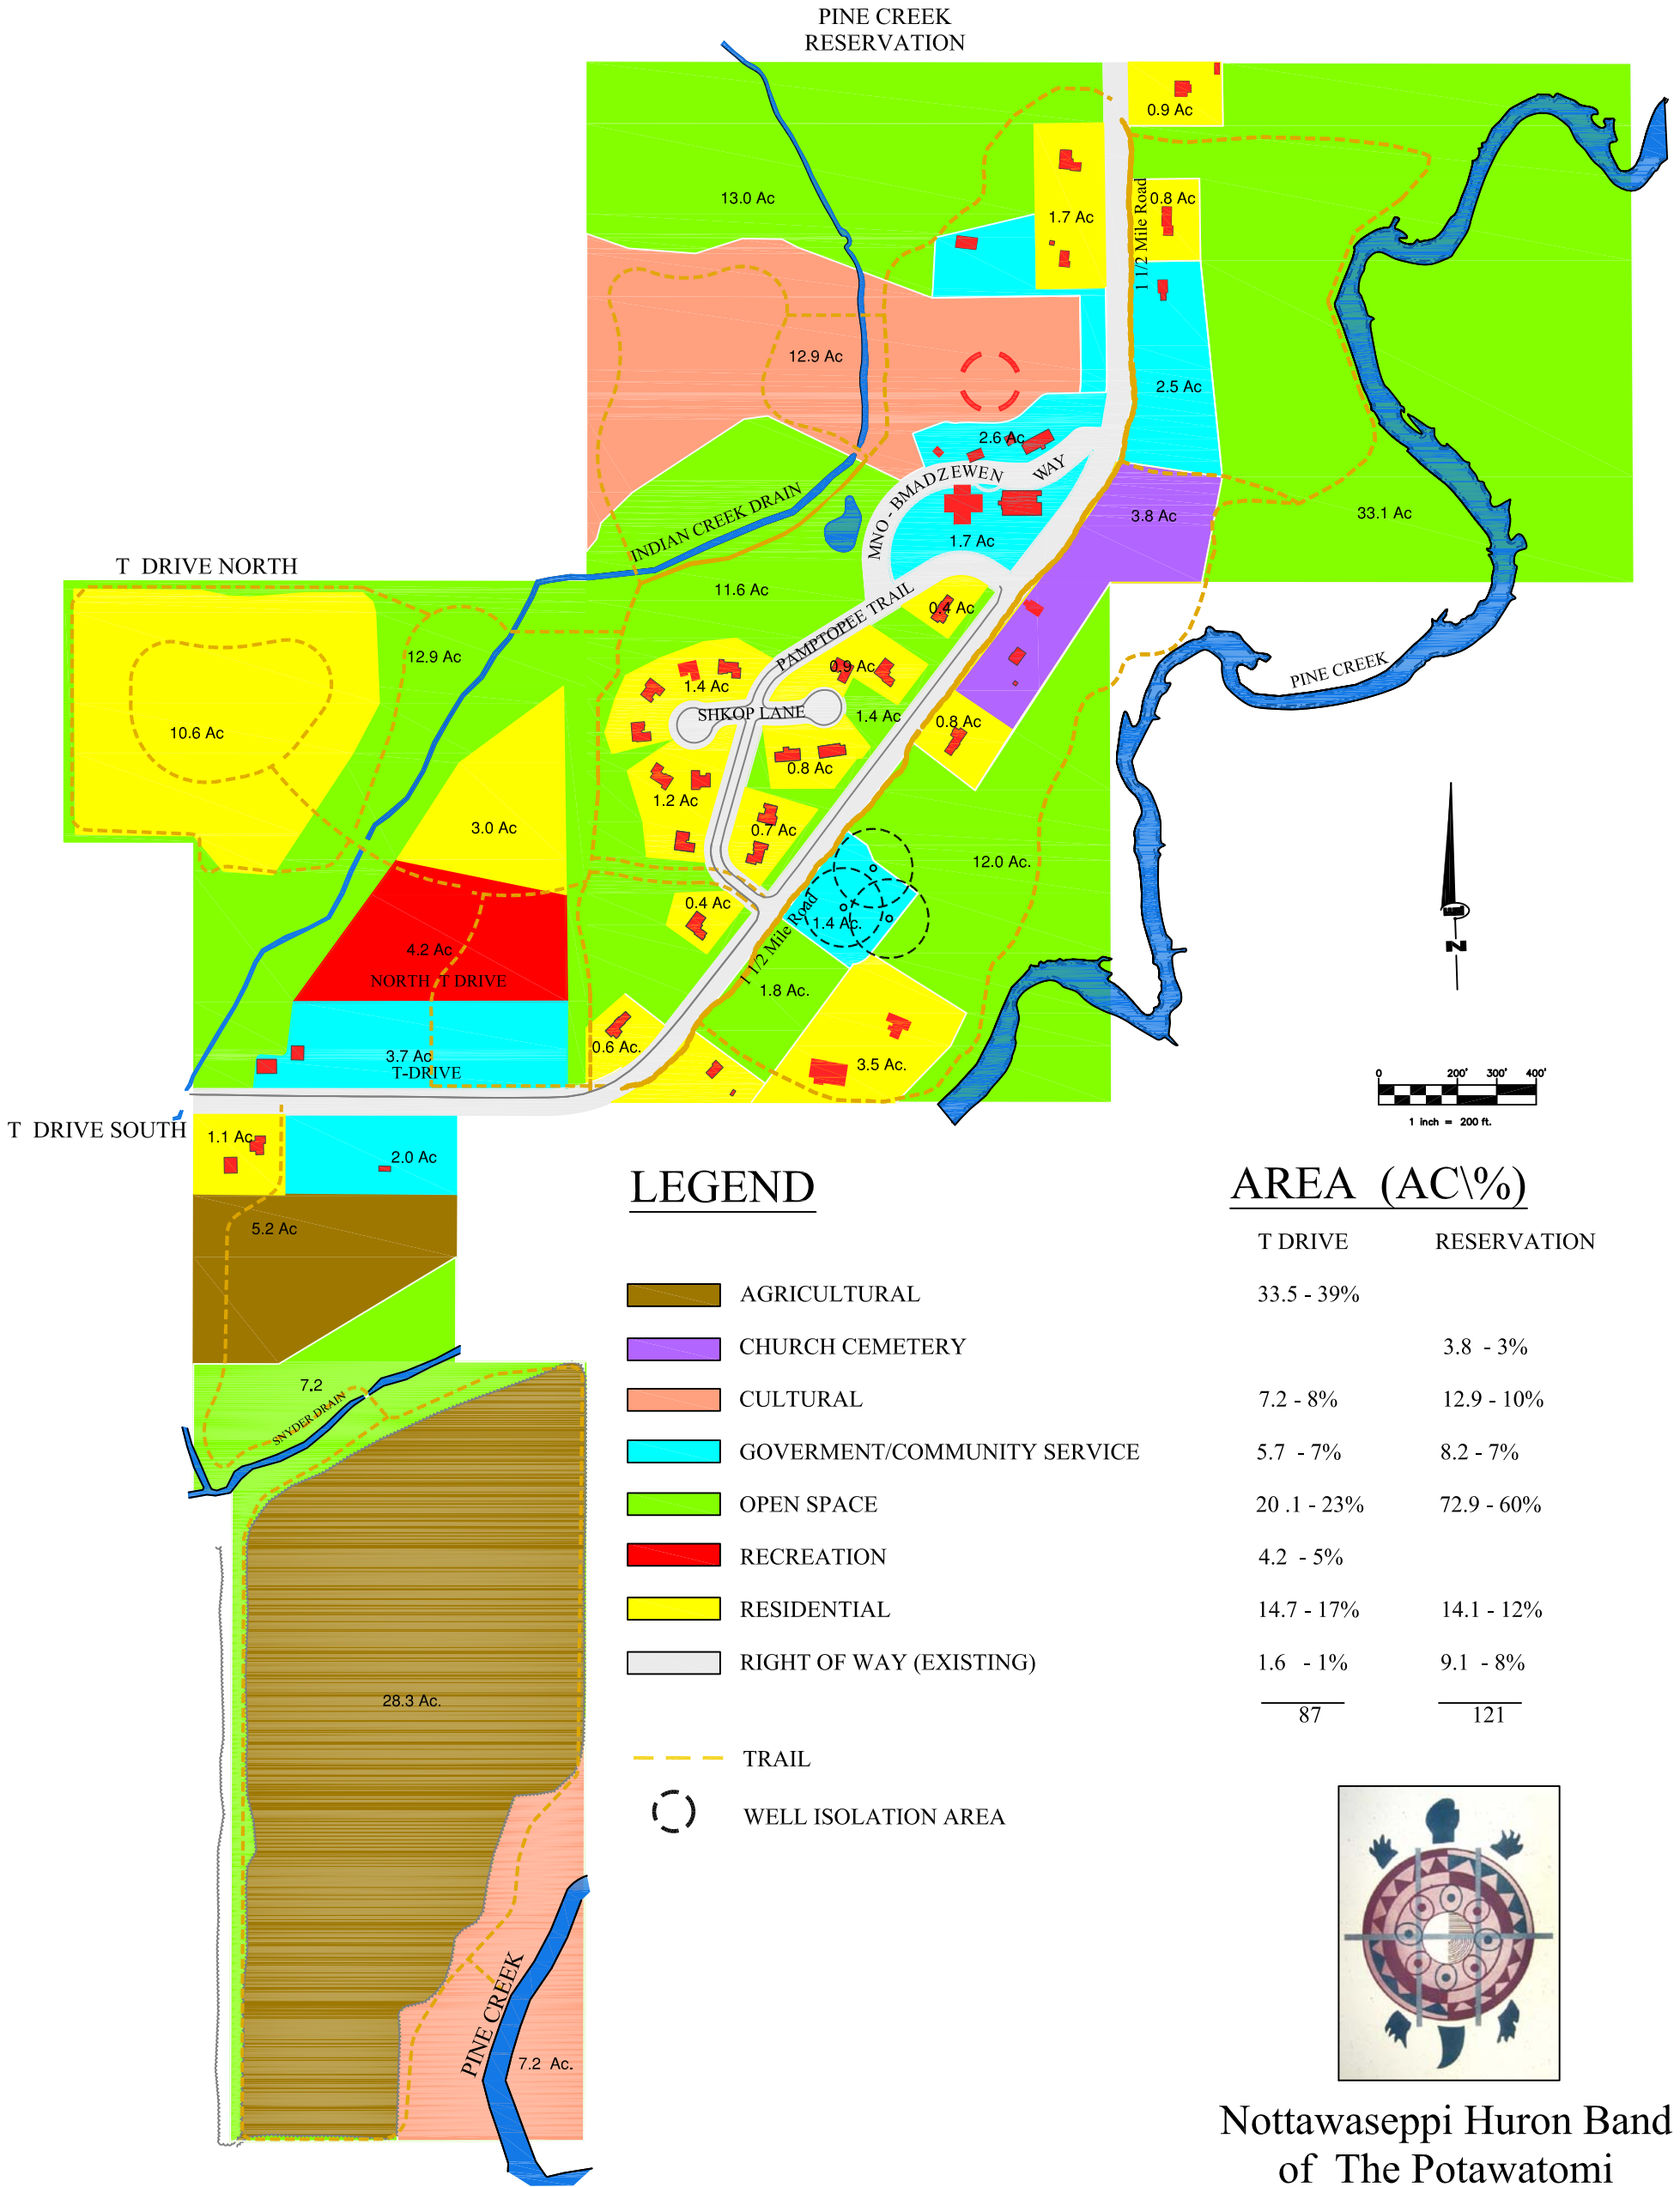 PINE CREEK
RESERVATION
0.9 Ac
13.0 Ac
1.7 Ac
0.8 Ac
1 1/2 Mile Road
12.9 Ac
2.5 Ac
2.6 Ac
MNO - BMADZEWEN WAY
INDIAN CREEK DRAIN
3.8 Ac
33.1 Ac
1.7 Ac
T DRIVE NORTH
11.6 Ac
PAMPTOPEE TRAIL
0.4 Ac
12.9 Ac
1.4 Ac
0.9 Ac
PINE CREEK
SHKOP LANE
1.4 Ac
0.8 Ac
10.6 Ac
0.8 Ac
1.2 Ac
3.0 Ac
0.7 Ac
12.0 Ac.
0.4 Ac
1.4 Ac.
4.2 Ac
1 1/2 Mile Road
N
NORTH T DRIVE
1.8 Ac.
0.6 Ac.
3.7 Ac
T-DRIVE
3.5 Ac.
0 200' 300' 400'
1 inch = 200 ft.
T DRIVE SOUTH
1.1 Ac
2.0 Ac
5.2 Ac
7.2
SNYDER DRAIN
28.3 Ac.
PINE CREEK
7.2 Ac.
LEGEND
AREA (AC\%)
T DRIVE RESERVATION
AGRICULTURAL 33.5 - 39%
CHURCH CEMETERY 3.8 - 3%
CULTURAL 7.2 - 8% 12.9 - 10%
GOVERMENT/COMMUNITY SERVICE 5.7 - 7% 8.2 - 7%
OPEN SPACE 20 .1 - 23% 72.9 - 60%
RECREATION 4.2 - 5%
RESIDENTIAL 14.7 - 17% 14.1 - 12%
RIGHT OF WAY (EXISTING) 1.6 - 1% 9.1 - 8%
87 121
TRAIL
WELL ISOLATION AREA
Nottawaseppi Huron Band
of The Potawatomi